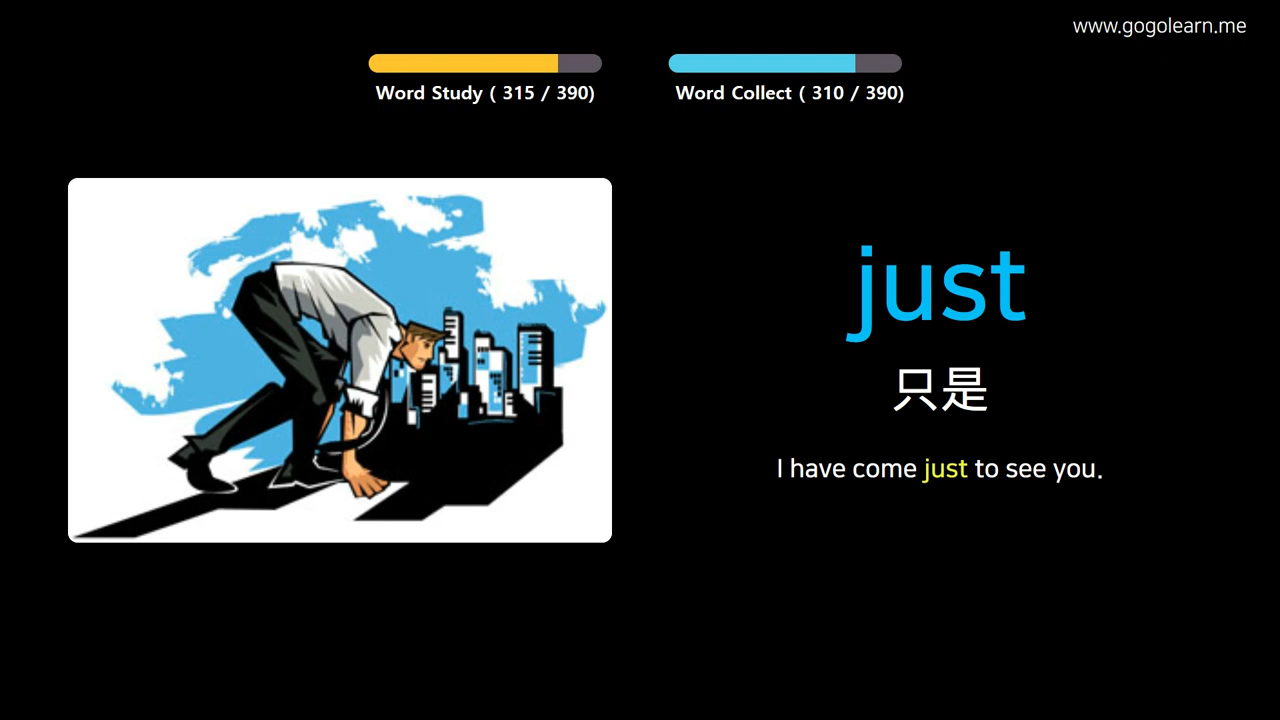 www.gogolearn.me
Word Study ( 315 / 390)
Word Collect ( 310 / 390)
just
只是
I have come just to see you.